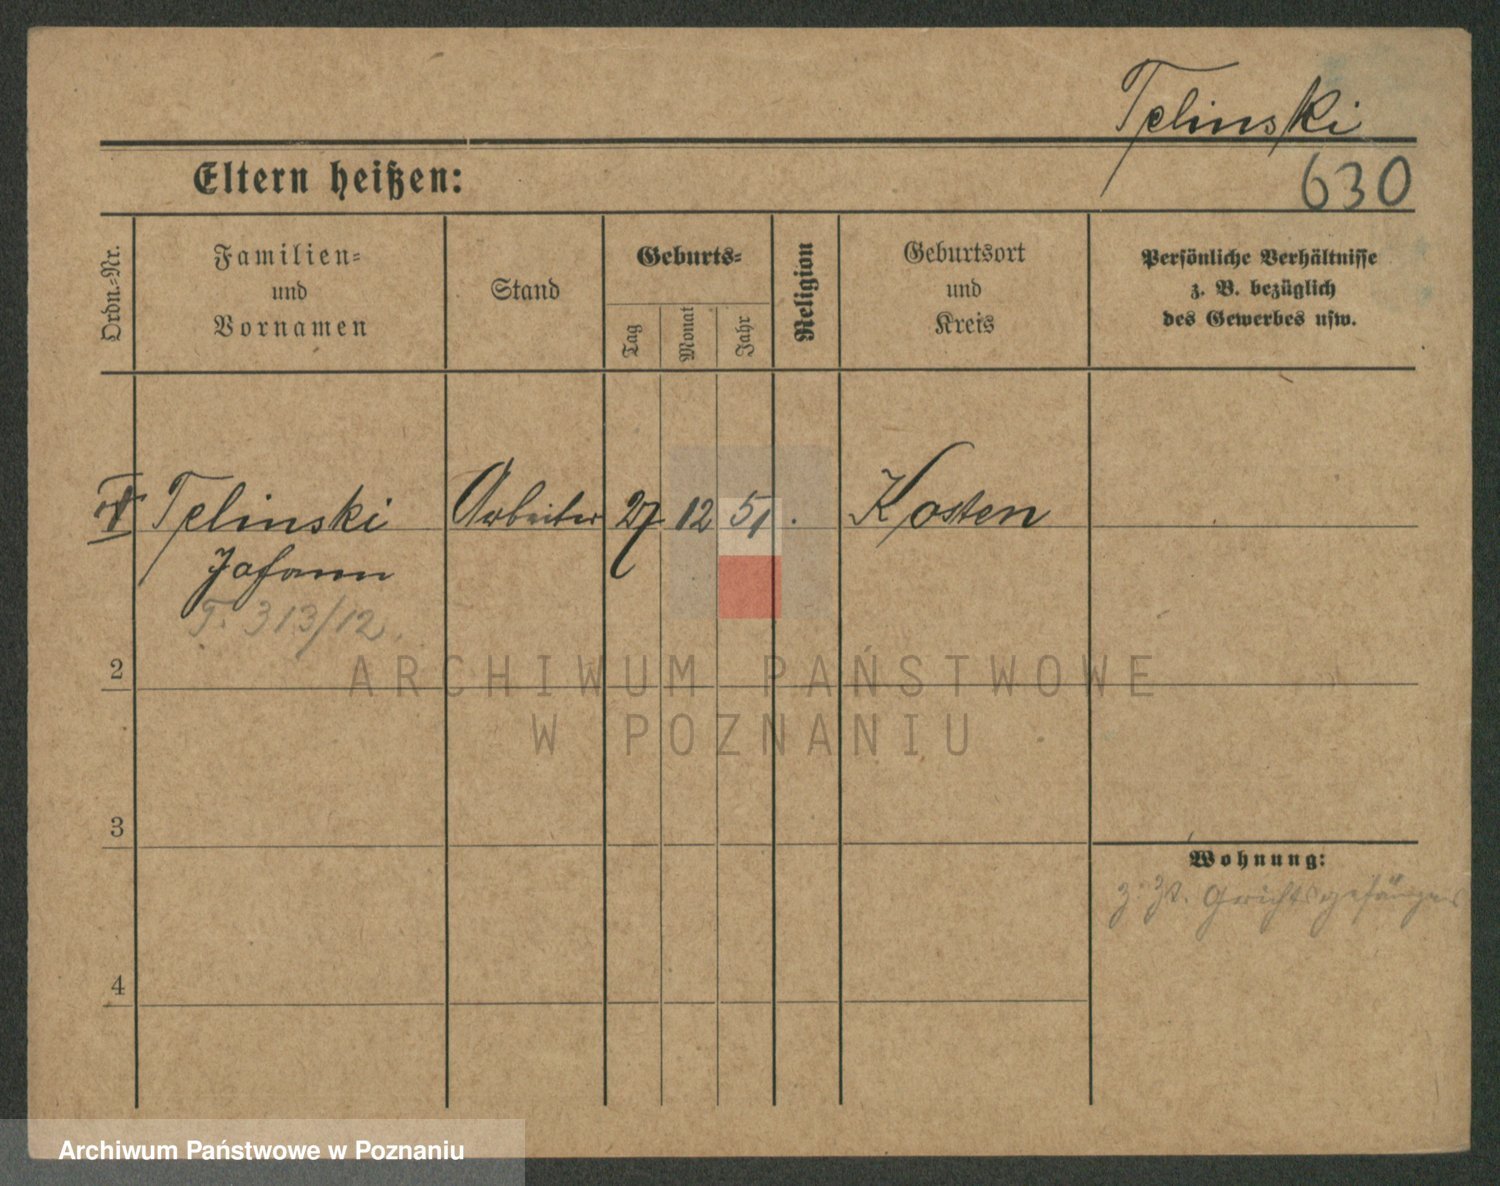 Telinski
630
Eltern heißen:
Ordn.-Nr.
Familien-
und
Vornamen
Stand
Geburts-
Tag
Monat
Jahr
Religion
Geburtsort
und
Kreis
Persönliche Verhältnisse
z. B. bezüglich
des Gewerbes usw.
Telinski Arbeiter 27 12 51. Kosten
Johann
T. 313/12.
2
3
4
Wohnung:
z. Zt. Gerichtsgefängnis
ARCHIWUM PAŃSTWOWE
W POZNANIU
Archiwum Państwowe w Poznaniu